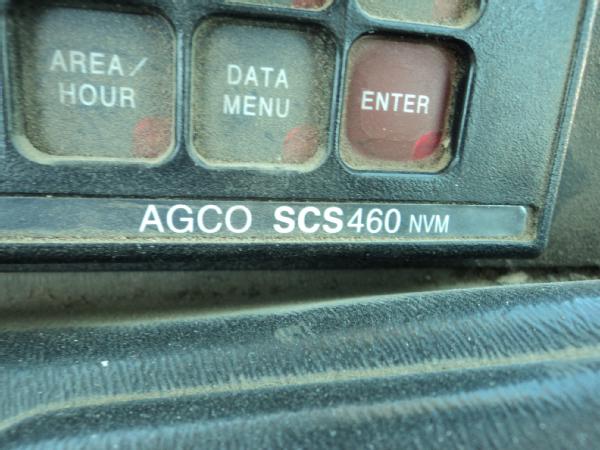 AREA/
HOUR
DATA
MENU
ENTER
AGCO SCS460 NVM